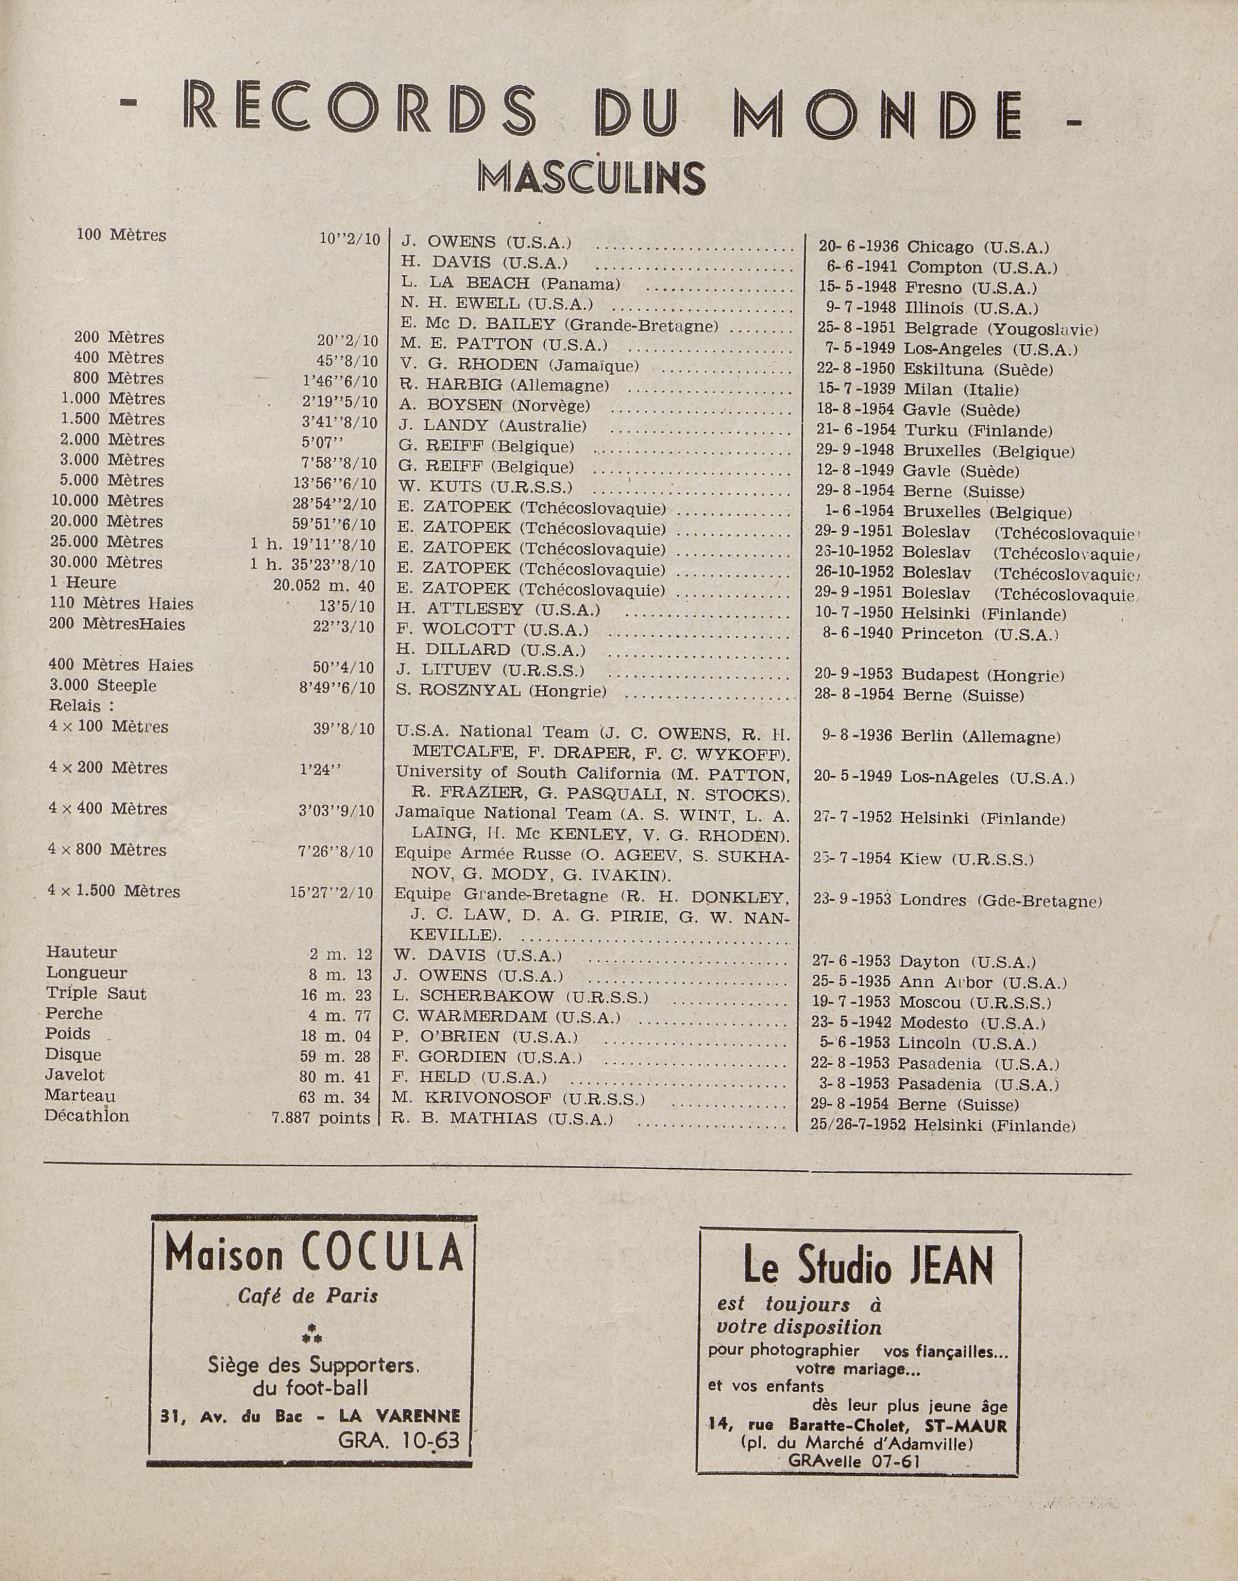 - RECORDS DU MONDE -
MASCULINS
100 Mètres 10''2/10 J. OWENS (U.S.A.) ........................ 20- 6 -1936 Chicago (U.S.A.)
H. DAVIS (U.S.A.) ........................ 6- 6 -1941 Compton (U.S.A.)
L. LA BEACH (Panama) .................. 15- 5 -1948 Fresno (U.S.A.)
N. H. EWELL (U.S.A.) ...................... 9- 7 -1948 Illinois (U.S.A.)
E. Mc D. BAILEY (Grande-Bretagne) ........ 25- 8 -1951 Belgrade (Yougoslavie)
200 Mètres 20''2/10 M. E. PATTON (U.S.A.) .................... 7- 5 -1949 Los-Angeles (U.S.A.)
400 Mètres 45''8/10 V. G. RHODEN (Jamaïque) ................ 22- 8 -1950 Eskiltuna (Suède)
800 Mètres 1'46''6/10 R. HARBIG (Allemagne) .................... 15- 7 -1939 Milan (Italie)
1.000 Mètres 2'19''5/10 A. BOYSEN (Norvège) ...................... 18- 8 -1954 Gavle (Suède)
1.500 Mètres 3'41''8/10 J. LANDY (Australie) ...................... 21- 6 -1954 Turku (Finlande)
2.000 Mètres 5'07'' G. REIFF (Belgique) ........................ 29- 9 -1948 Bruxelles (Belgique)
3.000 Mètres 7'58''8/10 G. REIFF (Belgique) ........................ 12- 8 -1949 Gavle (Suède)
5.000 Mètres 13'56''6/10 W. KUTS (U.R.S.S.) ........................ 29- 8 -1954 Berne (Suisse)
10.000 Mètres 28'54''2/10 E. ZATOPEK (Tchécoslovaquie) .............. 1- 6 -1954 Bruxelles (Belgique)
20.000 Mètres 59'51''6/10 E. ZATOPEK (Tchécoslovaquie) .............. 29- 9 -1951 Boleslav (Tchécoslovaquie)
25.000 Mètres 1 h. 19'11''8/10 E. ZATOPEK (Tchécoslovaquie) .............. 23-10-1952 Boleslav (Tchécoslovaquie)
30.000 Mètres 1 h. 35'23''8/10 E. ZATOPEK (Tchécoslovaquie) .............. 26-10-1952 Boleslav (Tchécoslovaquie)
1 Heure 20.052 m. 40 E. ZATOPEK (Tchécoslovaquie) .............. 29- 9 -1951 Boleslav (Tchécoslovaquie
110 Mètres Haies 13'5/10 H. ATTLESEY (U.S.A.) .................... 10- 7 -1950 Helsinki (Finlande)
200 MètresHaies 22''3/10 F. WOLCOTT (U.S.A.) ...................... 8- 6 -1940 Princeton (U.S.A.)
H. DILLARD (U.S.A.) ......................
400 Mètres Haies 50''4/10 J. LITUEV (U.R.S.S.) ...................... 20- 9 -1953 Budapest (Hongrie)
3.000 Steeple 8'49''6/10 S. ROSZNYAL (Hongrie) .................... 28- 8 -1954 Berne (Suisse)
Relais :
4 × 100 Mètres 39''8/10 U.S.A. National Team (J. C. OWENS, R. H. 9- 8 -1936 Berlin (Allemagne)
METCALFE, F. DRAPER, F. C. WYKOFF).
4 × 200 Mètres 1'24'' University of South California (M. PATTON, 20- 5 -1949 Los-nAgeles (U.S.A.)
R. FRAZIER, G. PASQUALI, N. STOCKS).
4 × 400 Mètres 3'03''9/10 Jamaïque National Team (A. S. WINT, L. A. 27- 7 -1952 Helsinki (Finlande)
LAING, H. Mc KENLEY, V. G. RHODEN).
4 × 800 Mètres 7'26''8/10 Equipe Armée Russe (O. AGEEV, S. SUKHA- 7 -1954 Kiew (U.R.S.S.)
NOV, G. MODY, G. IVAKIN).
4 × 1.500 Mètres 15'27''2/10 Equipe Grande-Bretagne (R. H. DONKLEY, 23- 9 -1953 Londres (Gde-Bretagne)
J. C. LAW, D. A. G. PIRIE, G. W. NAN-
KEVILLE). ................................
Hauteur 2 m. 12 W. DAVIS (U.S.A.) ........................ 27- 6 -1953 Dayton (U.S.A.)
Longueur 8 m. 13 J. OWENS (U.S.A.) ........................ 25- 5 -1935 Ann Arbor (U.S.A.)
Triple Saut 16 m. 23 L. SCHERBAKOW (U.R.S.S.) .............. 19- 7 -1953 Moscou (U.R.S.S.)
Perche 4 m. 77 C. WARMERDAM (U.S.A.) .................. 23- 5 -1942 Modesto (U.S.A.)
Poids 18 m. 04 P. O'BRIEN (U.S.A.) ...................... 5- 6 -1953 Lincoln (U.S.A.)
Disque 59 m. 28 F. GORDIEN (U.S.A.) ...................... 22- 8 -1953 Pasadenia (U.S.A.)
Javelot 80 m. 41 F. HELD (U.S.A.) .......................... 3- 8 -1953 Pasadenia (U.S.A.)
Marteau 63 m. 34 M. KRIVONOSOF (U.R.S.S.) .............. 29- 8 -1954 Berne (Suisse)
Décathlon 7.887 points R. B. MATHIAS (U.S.A.) .................. 25/26-7-1952 Helsinki (Finlande)
Maison COCULA
Café de Paris
Siège des Supporters.
du foot-ball
31, Av. du Bac - LA VARENNE
GRA. 10-63
Le Studio JEAN
est toujours à
votre disposition
pour photographier vos fiançailles...
votre mariage...
et vos enfants
dès leur plus jeune âge
14, rue Baratte-Cholet, ST-MAUR
(pl. du Marché d'Adamville)
GRAvelle 07-61